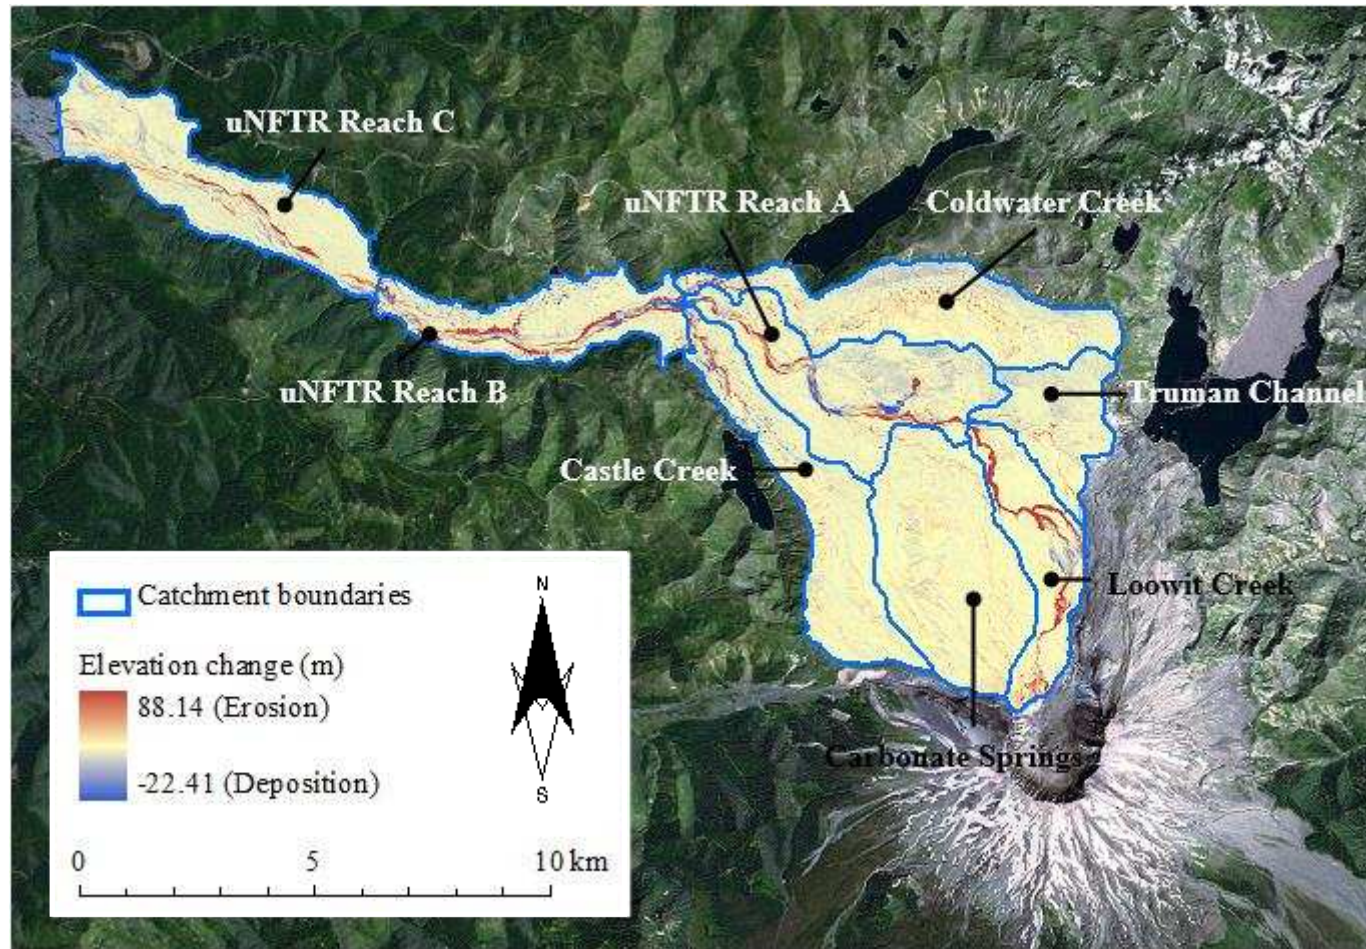 uNFTR Reach C
uNFTR Reach A
Coldwater Creek
uNFTR Reach B
Truman Channel
Castle Creek
Loowit Creek
Carbonate Springs
Catchment boundaries
N
Elevation change (m)
88.14 (Erosion)
-22.41 (Deposition)
S
0 5 10 km